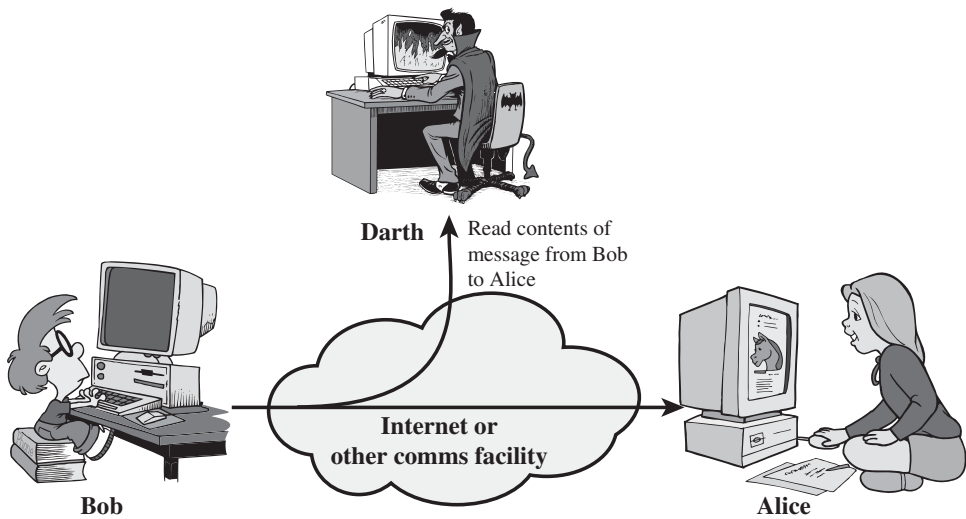 Darth
Read contents of
message from Bob
to Alice
Internet or
other comms facility
Bob
Alice